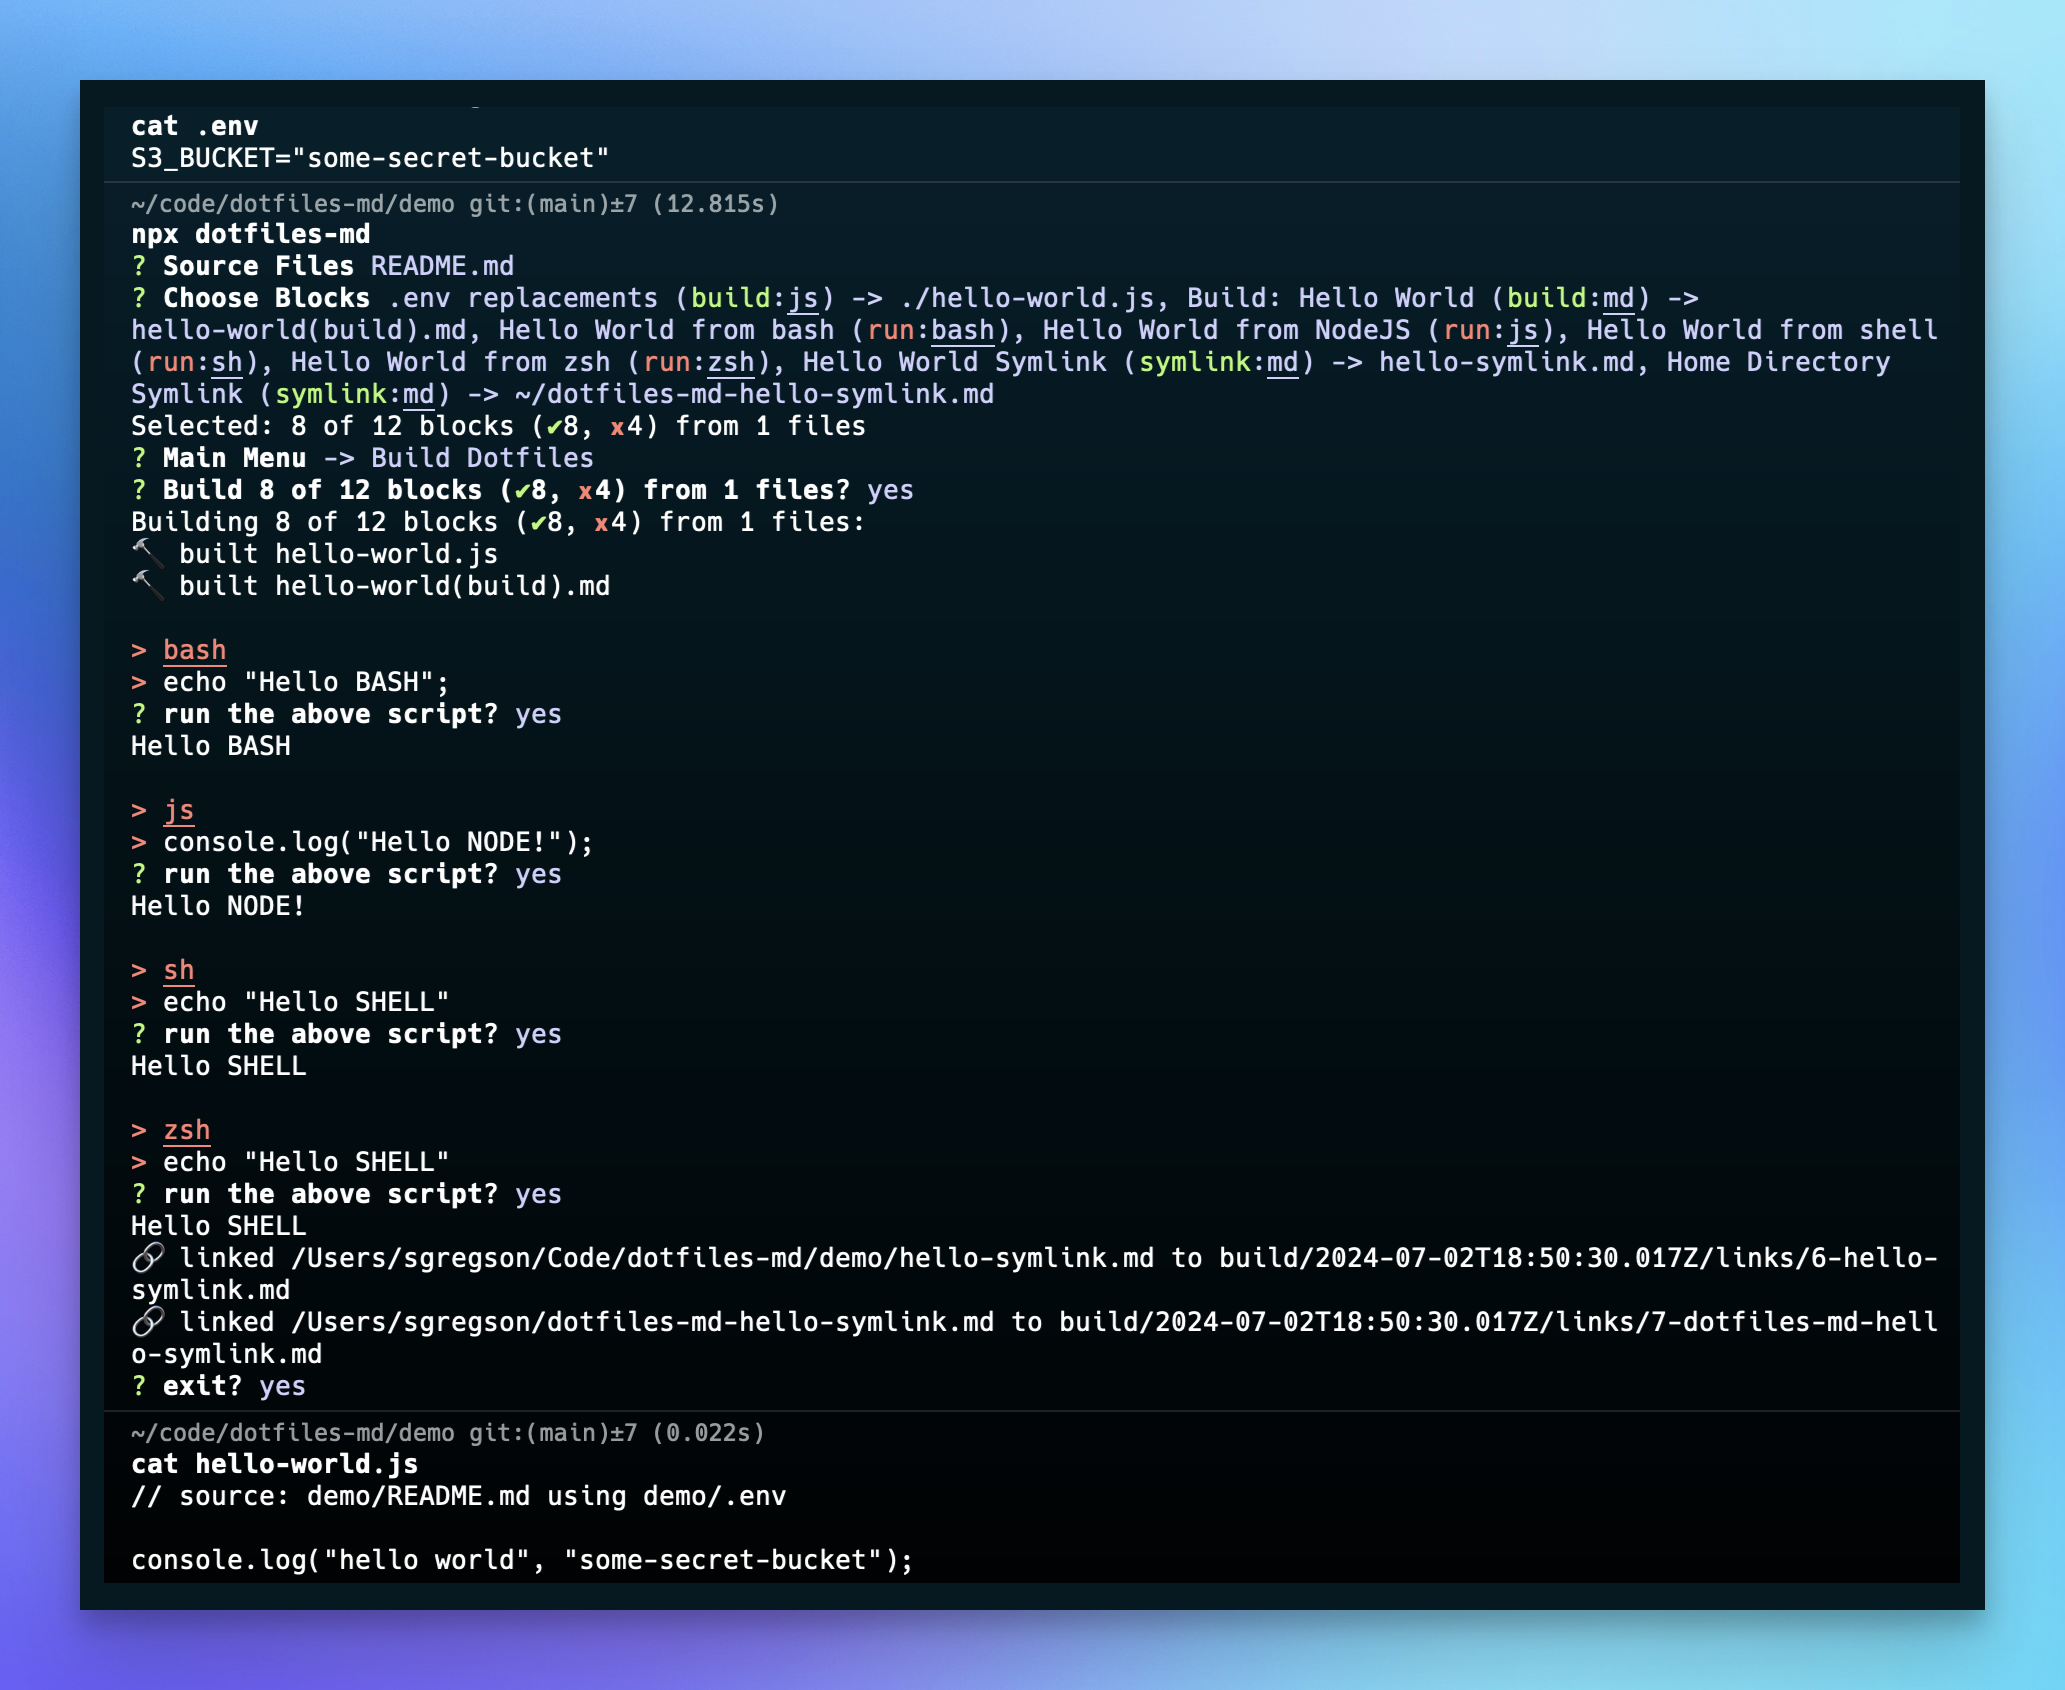 cat .env
S3_BUCKET="some-secret-bucket"
~/code/dotfiles-md/demo git:(main)±7 (12.815s)
npx dotfiles-md
? Source Files README.md
? Choose Blocks .env replacements (build:js) -> ./hello-world.js, Build: Hello World (build:md) ->
hello-world(build).md, Hello World from bash (run:bash), Hello World from NodeJS (run:js), Hello World from shell
(run:sh), Hello World from zsh (run:zsh), Hello World Symlink (symlink:md) -> hello-symlink.md, Home Directory
Symlink (symlink:md) -> ~/dotfiles-md-hello-symlink.md
Selected: 8 of 12 blocks (✔8, x4) from 1 files
? Main Menu -> Build Dotfiles
? Build 8 of 12 blocks (✔8, x4) from 1 files? yes
Building 8 of 12 blocks (✔8, x4) from 1 files:
🔨 built hello-world.js
🔨 built hello-world(build).md
> bash
> echo "Hello BASH";
? run the above script? yes
Hello BASH
> js
> console.log("Hello NODE!");
? run the above script? yes
Hello NODE!
> sh
> echo "Hello SHELL"
? run the above script? yes
Hello SHELL
> zsh
> echo "Hello SHELL"
? run the above script? yes
Hello SHELL
🔗 linked /Users/sgregson/Code/dotfiles-md/demo/hello-symlink.md to build/2024-07-02T18:50:30.017Z/links/6-hello-
symlink.md
🔗 linked /Users/sgregson/dotfiles-md-hello-symlink.md to build/2024-07-02T18:50:30.017Z/links/7-dotfiles-md-hell
o-symlink.md
? exit? yes
~/code/dotfiles-md/demo git:(main)±7 (0.022s)
cat hello-world.js
// source: demo/README.md using demo/.env
console.log("hello world", "some-secret-bucket");